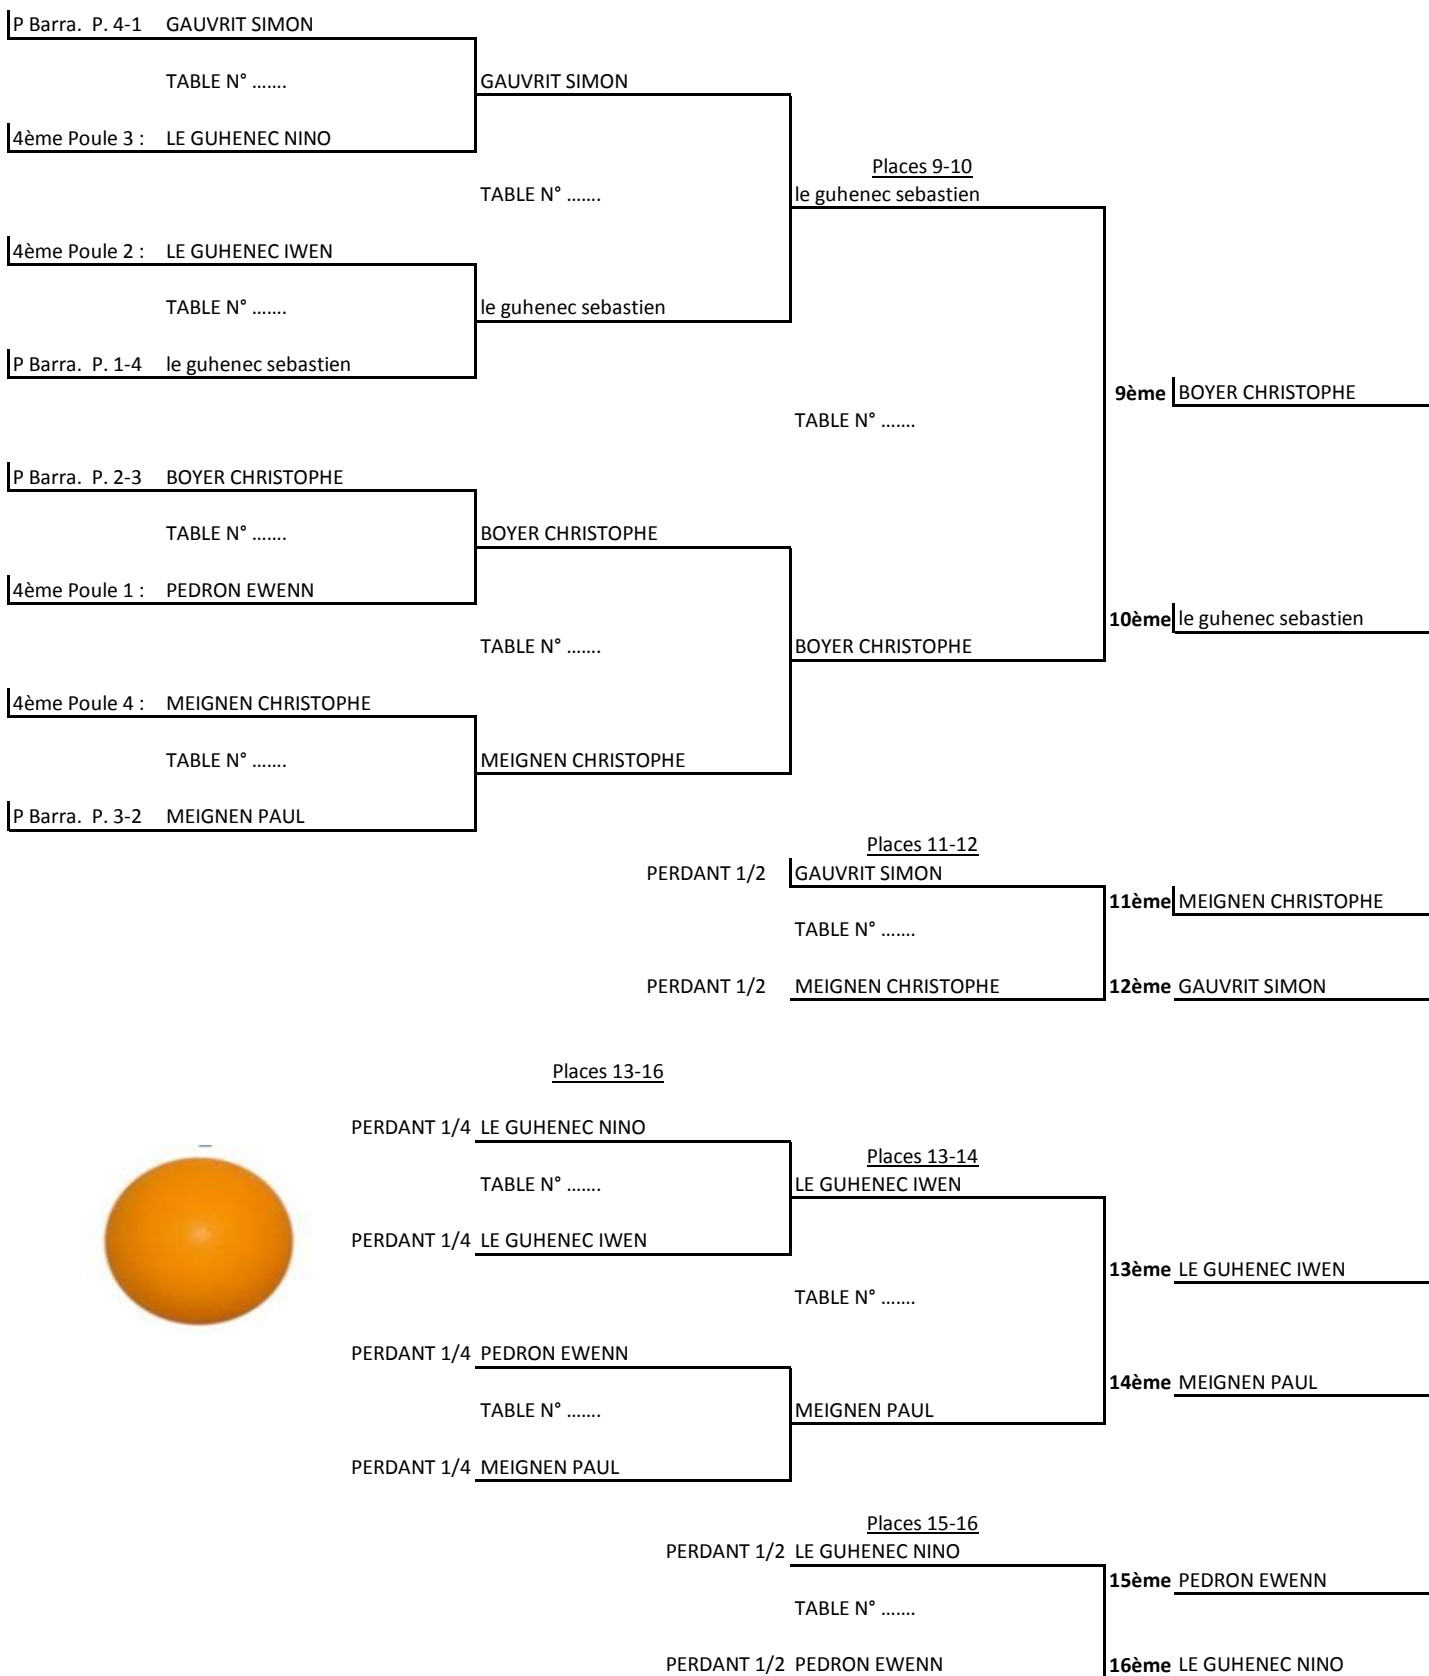 P Barra.  P. 4-1 GAUVRIT SIMON
TABLE N° ....... GAUVRIT SIMON
4ème Poule 3 : LE GUHENEC NINO
Places 9-10
TABLE N° ....... le guhenec sebastien
4ème Poule 2 : LE GUHENEC IWEN
TABLE N° ....... le guhenec sebastien
P Barra.  P. 1-4 le guhenec sebastien
9ème BOYER CHRISTOPHE
TABLE N° .......
P Barra.  P. 2-3 BOYER CHRISTOPHE
TABLE N° ....... BOYER CHRISTOPHE
4ème Poule 1 : PEDRON EWENN
10ème le guhenec sebastien
TABLE N° ....... BOYER CHRISTOPHE
4ème Poule 4 : MEIGNEN CHRISTOPHE
TABLE N° ....... MEIGNEN CHRISTOPHE
P Barra.  P. 3-2 MEIGNEN PAUL
Places 11-12
PERDANT 1/2 GAUVRIT SIMON
11ème MEIGNEN CHRISTOPHE
TABLE N° .......
PERDANT 1/2 MEIGNEN CHRISTOPHE 12ème GAUVRIT SIMON
Places 13-16
PERDANT 1/4 LE GUHENEC NINO
Places 13-14
TABLE N° ....... LE GUHENEC IWEN
PERDANT 1/4 LE GUHENEC IWEN
13ème LE GUHENEC IWEN
TABLE N° .......
PERDANT 1/4 PEDRON EWENN
14ème MEIGNEN PAUL
TABLE N° ....... MEIGNEN PAUL
PERDANT 1/4 MEIGNEN PAUL
Places 15-16
PERDANT 1/2 LE GUHENEC NINO
15ème PEDRON EWENN
TABLE N° .......
PERDANT 1/2 PEDRON EWENN 16ème LE GUHENEC NINO